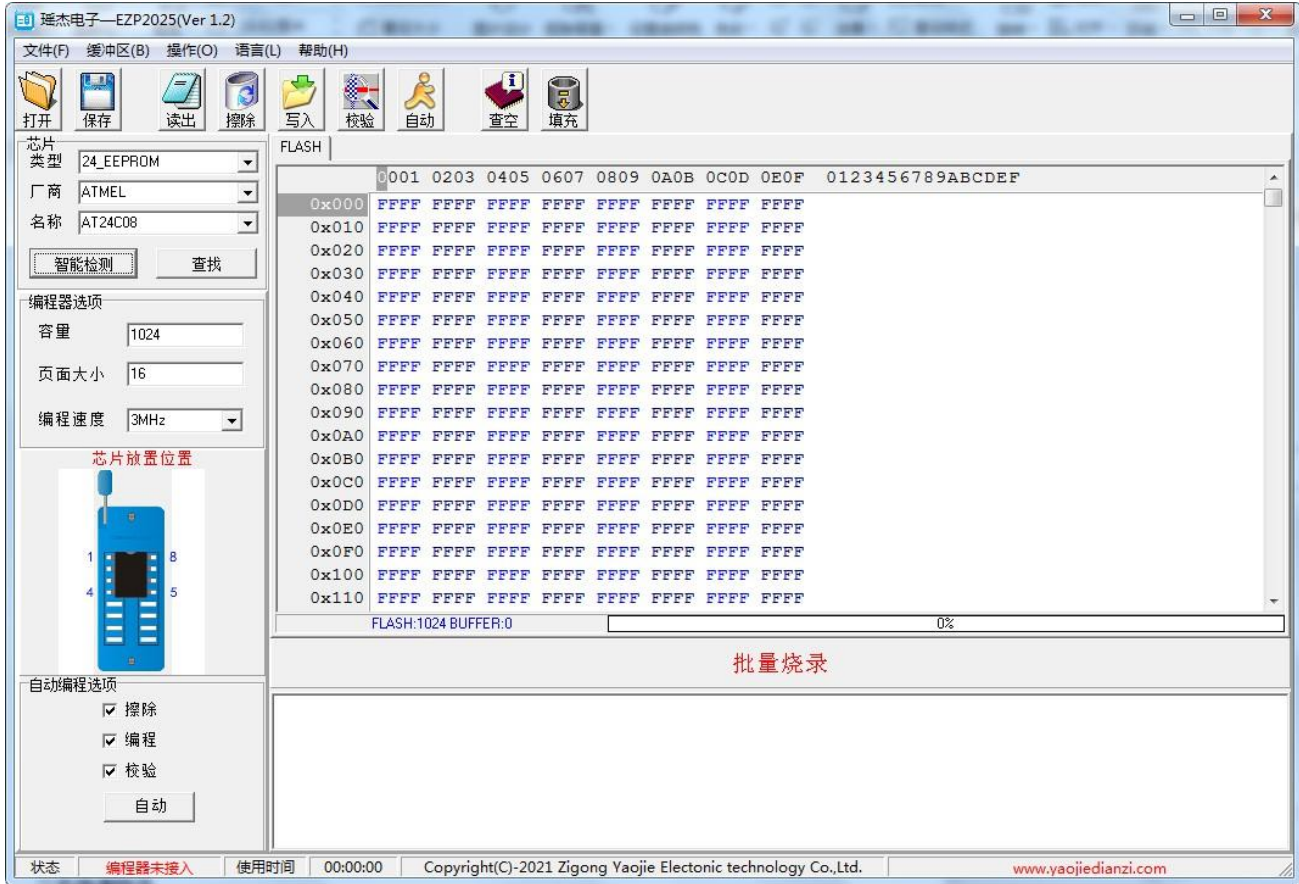 瑶杰电子—EZP2025(Ver 1.2)
文件(F) 缓冲区(B) 操作(O) 语言(L) 帮助(H)
打开 保存 读出 擦除 写入 校验 自动 查空 填充
芯片
类型 24_EEPROM
厂商 ATMEL
名称 AT24C08
智能检测 查找
编程器选项
容量 1024
页面大小 16
编程速度 3MHz
芯片放置位置
1 8
4 5
自动编程选项
擦除
编程
校验
自动
FLASH
0001 0203 0405 0607 0809 0A0B 0C0D 0E0F 0123456789ABCDEF
0x000 FFFF FFFF FFFF FFFF FFFF FFFF FFFF FFFF
0x010 FFFF FFFF FFFF FFFF FFFF FFFF FFFF FFFF
0x020 FFFF FFFF FFFF FFFF FFFF FFFF FFFF FFFF
0x030 FFFF FFFF FFFF FFFF FFFF FFFF FFFF FFFF
0x040 FFFF FFFF FFFF FFFF FFFF FFFF FFFF FFFF
0x050 FFFF FFFF FFFF FFFF FFFF FFFF FFFF FFFF
0x060 FFFF FFFF FFFF FFFF FFFF FFFF FFFF FFFF
0x070 FFFF FFFF FFFF FFFF FFFF FFFF FFFF FFFF
0x080 FFFF FFFF FFFF FFFF FFFF FFFF FFFF FFFF
0x090 FFFF FFFF FFFF FFFF FFFF FFFF FFFF FFFF
0x0A0 FFFF FFFF FFFF FFFF FFFF FFFF FFFF FFFF
0x0B0 FFFF FFFF FFFF FFFF FFFF FFFF FFFF FFFF
0x0C0 FFFF FFFF FFFF FFFF FFFF FFFF FFFF FFFF
0x0D0 FFFF FFFF FFFF FFFF FFFF FFFF FFFF FFFF
0x0E0 FFFF FFFF FFFF FFFF FFFF FFFF FFFF FFFF
0x0F0 FFFF FFFF FFFF FFFF FFFF FFFF FFFF FFFF
0x100 FFFF FFFF FFFF FFFF FFFF FFFF FFFF FFFF
0x110 FFFF FFFF FFFF FFFF FFFF FFFF FFFF FFFF
FLASH:1024 BUFFER:0 0%
批量烧录
状态 编程器未接入 使用时间 00:00:00 Copyright(C)-2021 Zigong Yaojie Electonic technology Co.,Ltd. www.yaojiedianzi.com